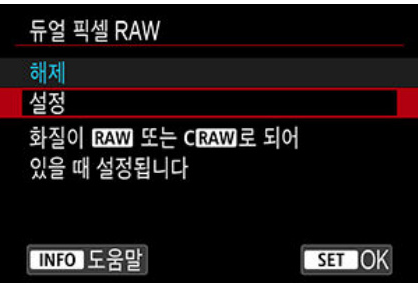 듀얼 픽셀 RAW
해제
설정
화질이 RAW 또는 CRAW로 되어
있을 때 설정됩니다
INFO 도움말 SET OK